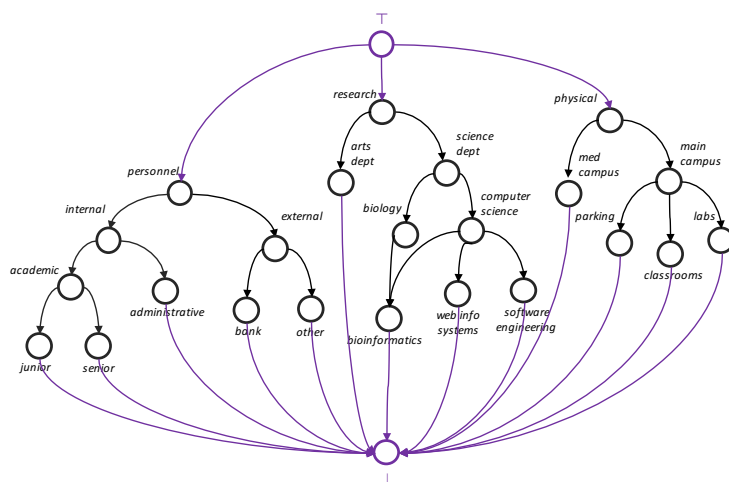 ⊤
research
physical
arts
dept
science
dept
med
campus
main
campus
personnel
internal
external
biology
computer
science
parking
labs
academic
administrative
classrooms
bank
other
bioinformatics
web info
systems
software
engineering
junior
senior
⊥